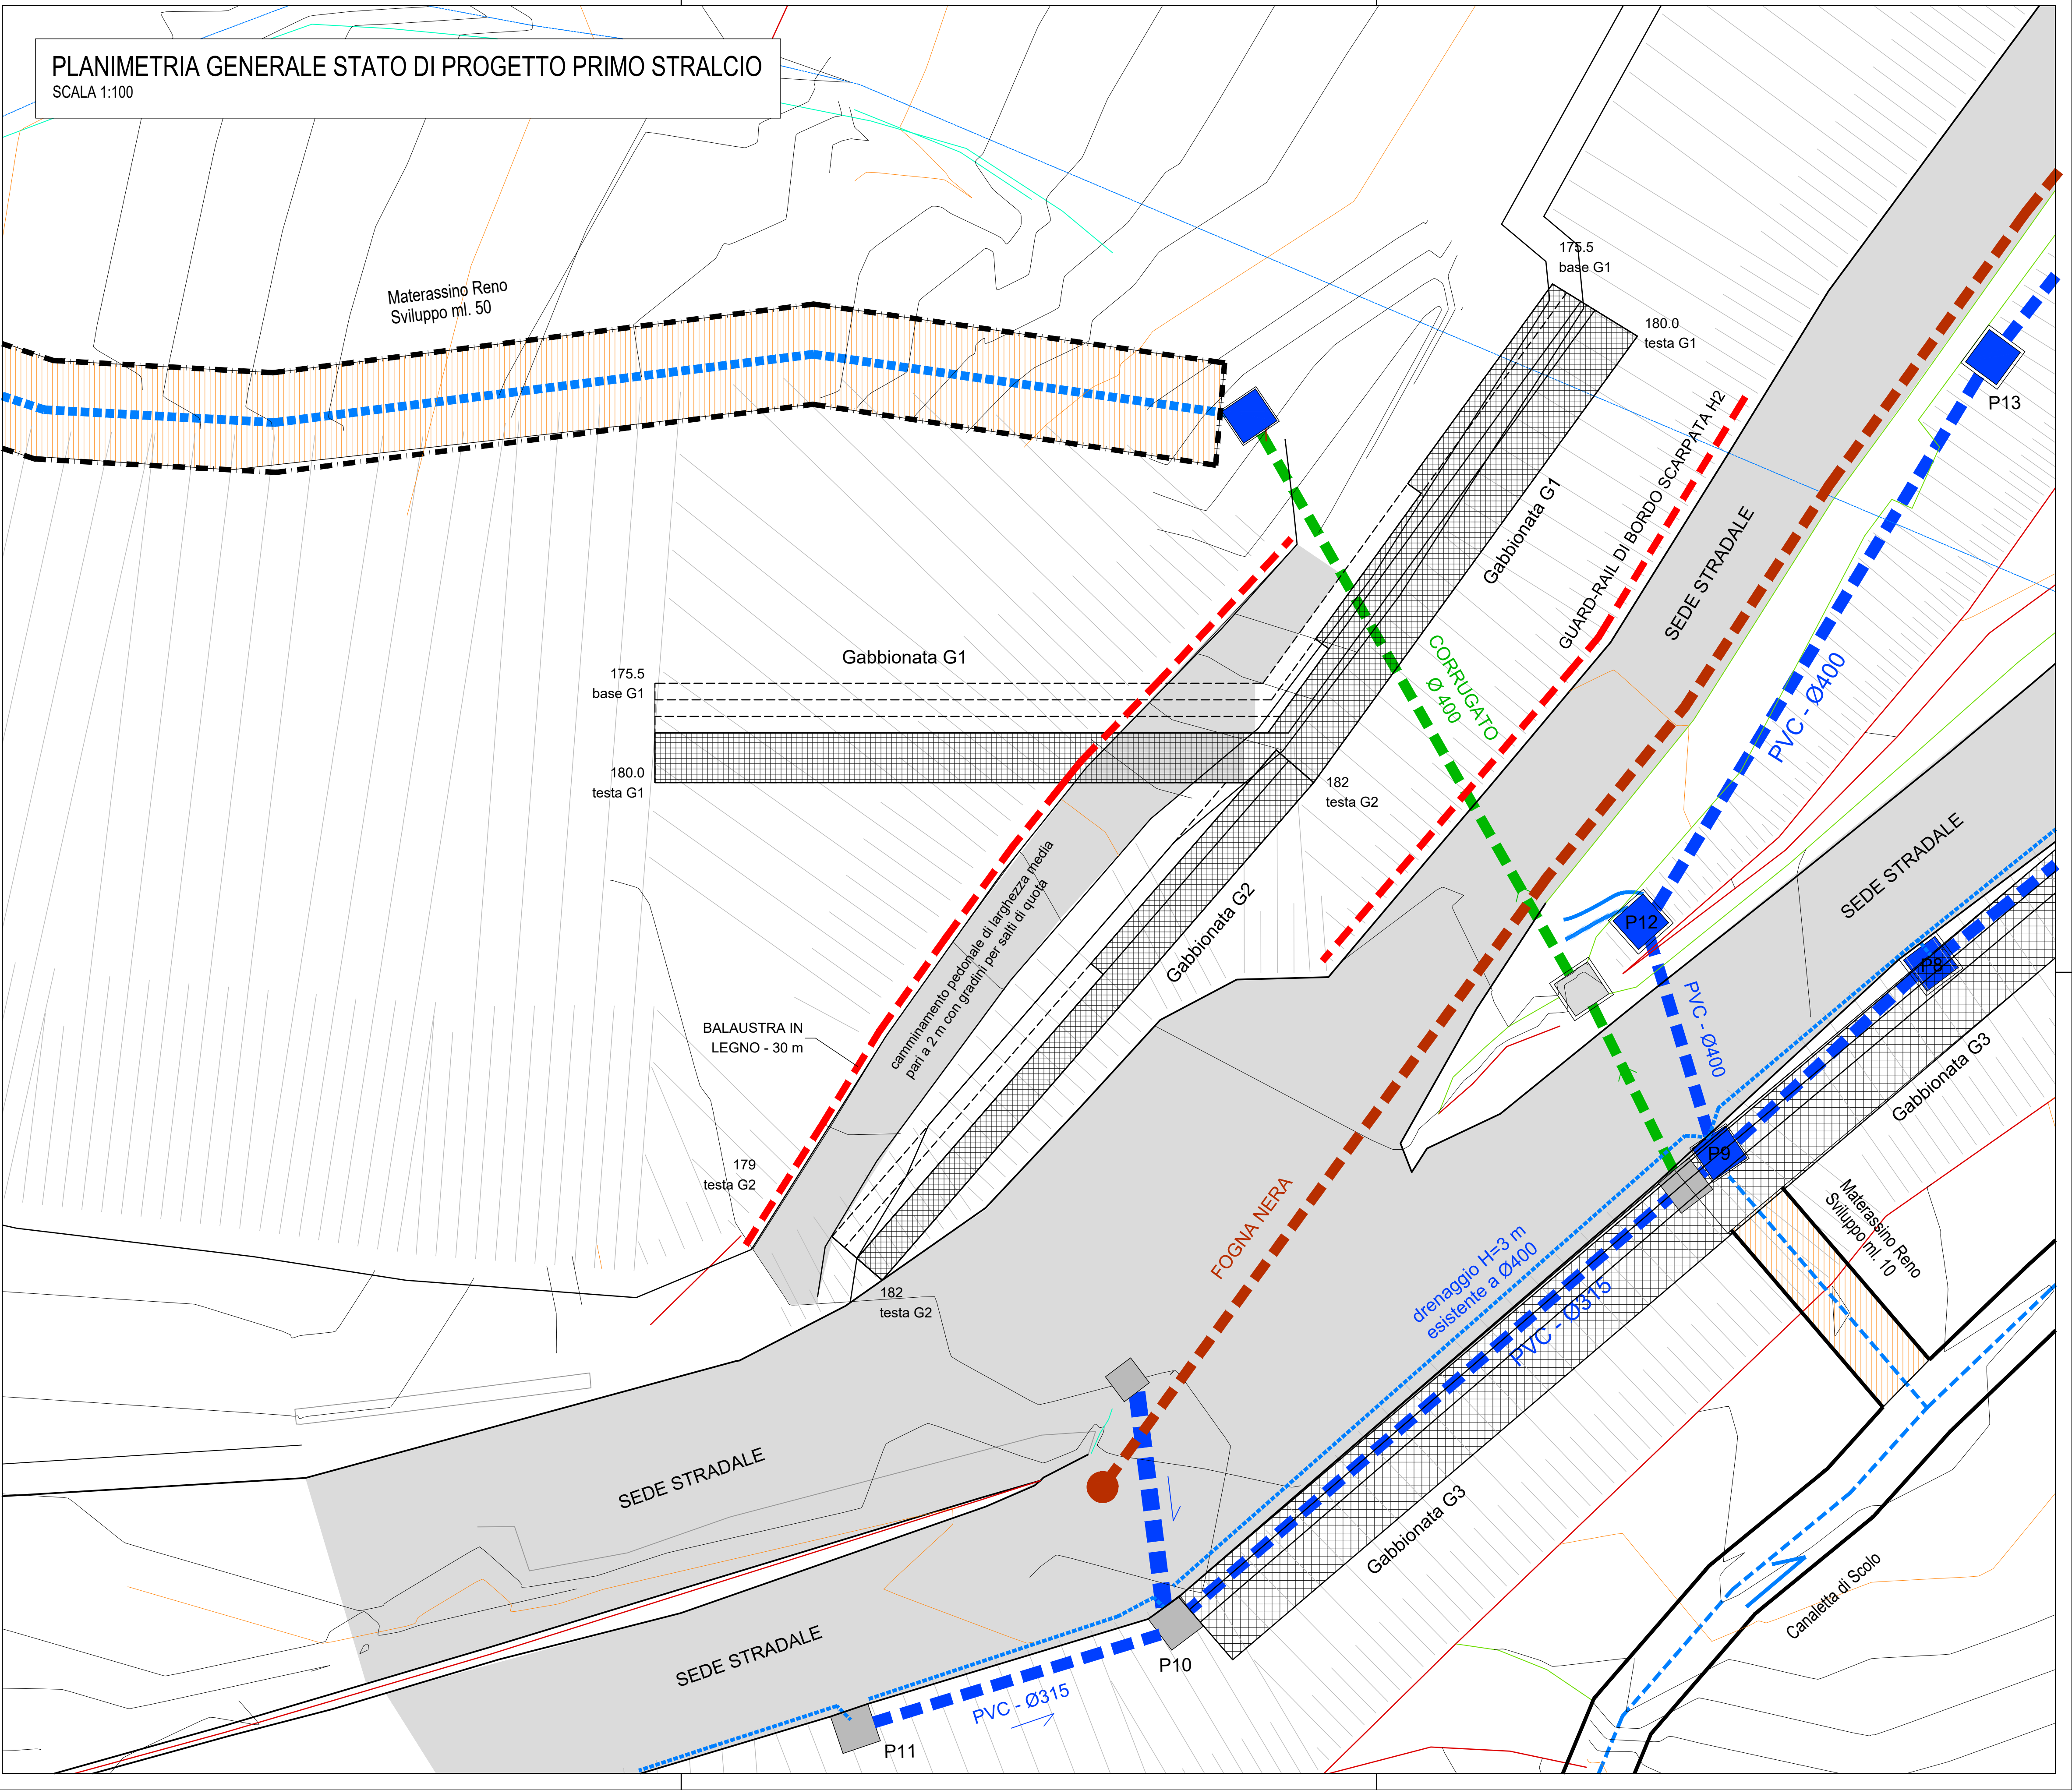 PLANIMETRIA GENERALE STATO DI PROGETTO PRIMO STRALCIO
SCALA 1:100
Materassino Reno
Sviluppo ml. 50
175.5
base G1
180.0
testa G1
P13
GUARD-RAIL DI BORDO SCARPATA H2
Gabbionata G1
SEDE STRADALE
Gabbionata G1
175.5
base G1
CORRUGATO
Ø 400
PVC - Ø400
180.0
testa G1
182
testa G2
SEDE STRADALE
camminamento pedonale di larghezza media
pari a 2 m con gradini per salti di quota
Gabbionata G2
P12
P8
PVC - Ø400
BALAUSTRA IN
LEGNO - 30 m
Gabbionata G3
179
testa G2
P9
FOGNA NERA
Materassino Reno
Sviluppo ml. 10
182
testa G2
drenaggio H=3 m
esistente a Ø400
PVC - Ø315
SEDE STRADALE
Gabbionata G3
Canaletta di Scolo
SEDE STRADALE
P10
PVC - Ø315
P11